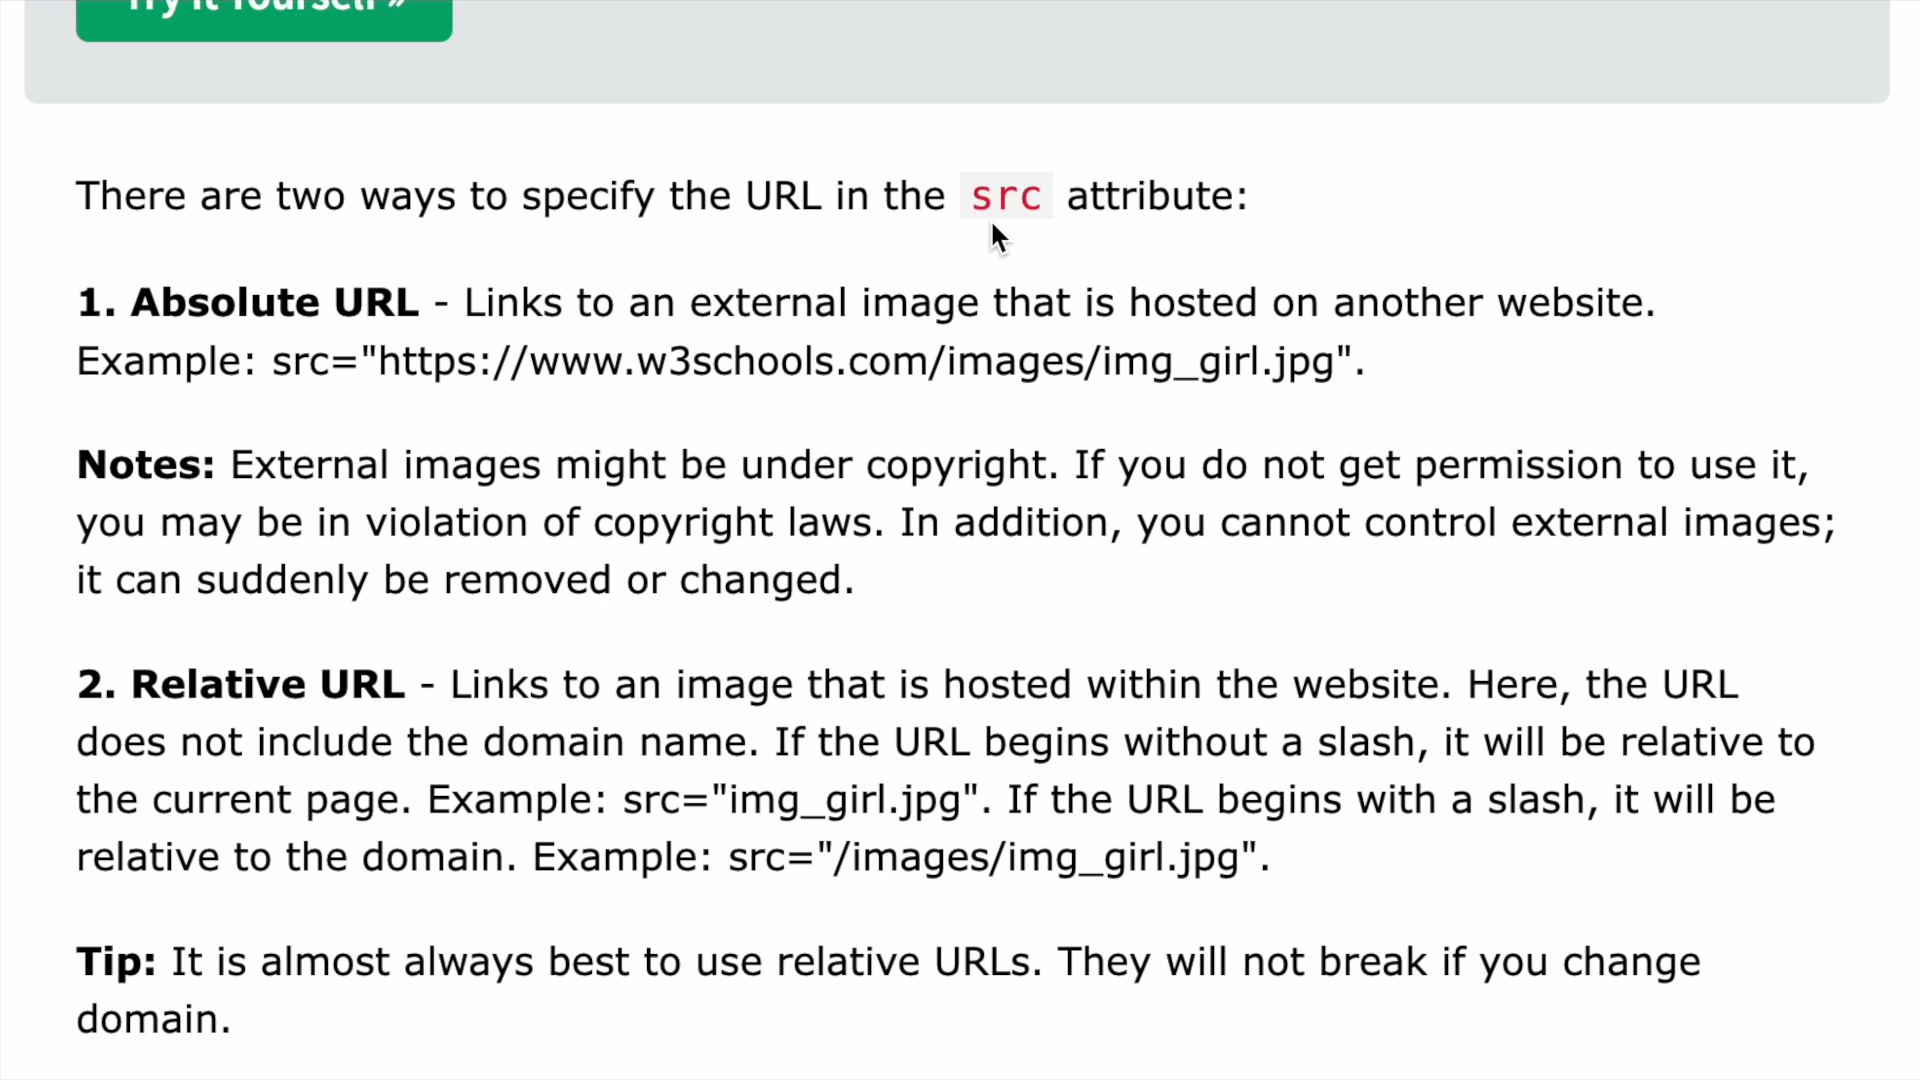 Try it Yourself »
There are two ways to specify the URL in the src attribute:
1. Absolute URL - Links to an external image that is hosted on another website.
Example: src="https://www.w3schools.com/images/img_girl.jpg".
Notes: External images might be under copyright. If you do not get permission to use it,
you may be in violation of copyright laws. In addition, you cannot control external images;
it can suddenly be removed or changed.
2. Relative URL - Links to an image that is hosted within the website. Here, the URL
does not include the domain name. If the URL begins without a slash, it will be relative to
the current page. Example: src="img_girl.jpg". If the URL begins with a slash, it will be
relative to the domain. Example: src="/images/img_girl.jpg".
Tip: It is almost always best to use relative URLs. They will not break if you change
domain.